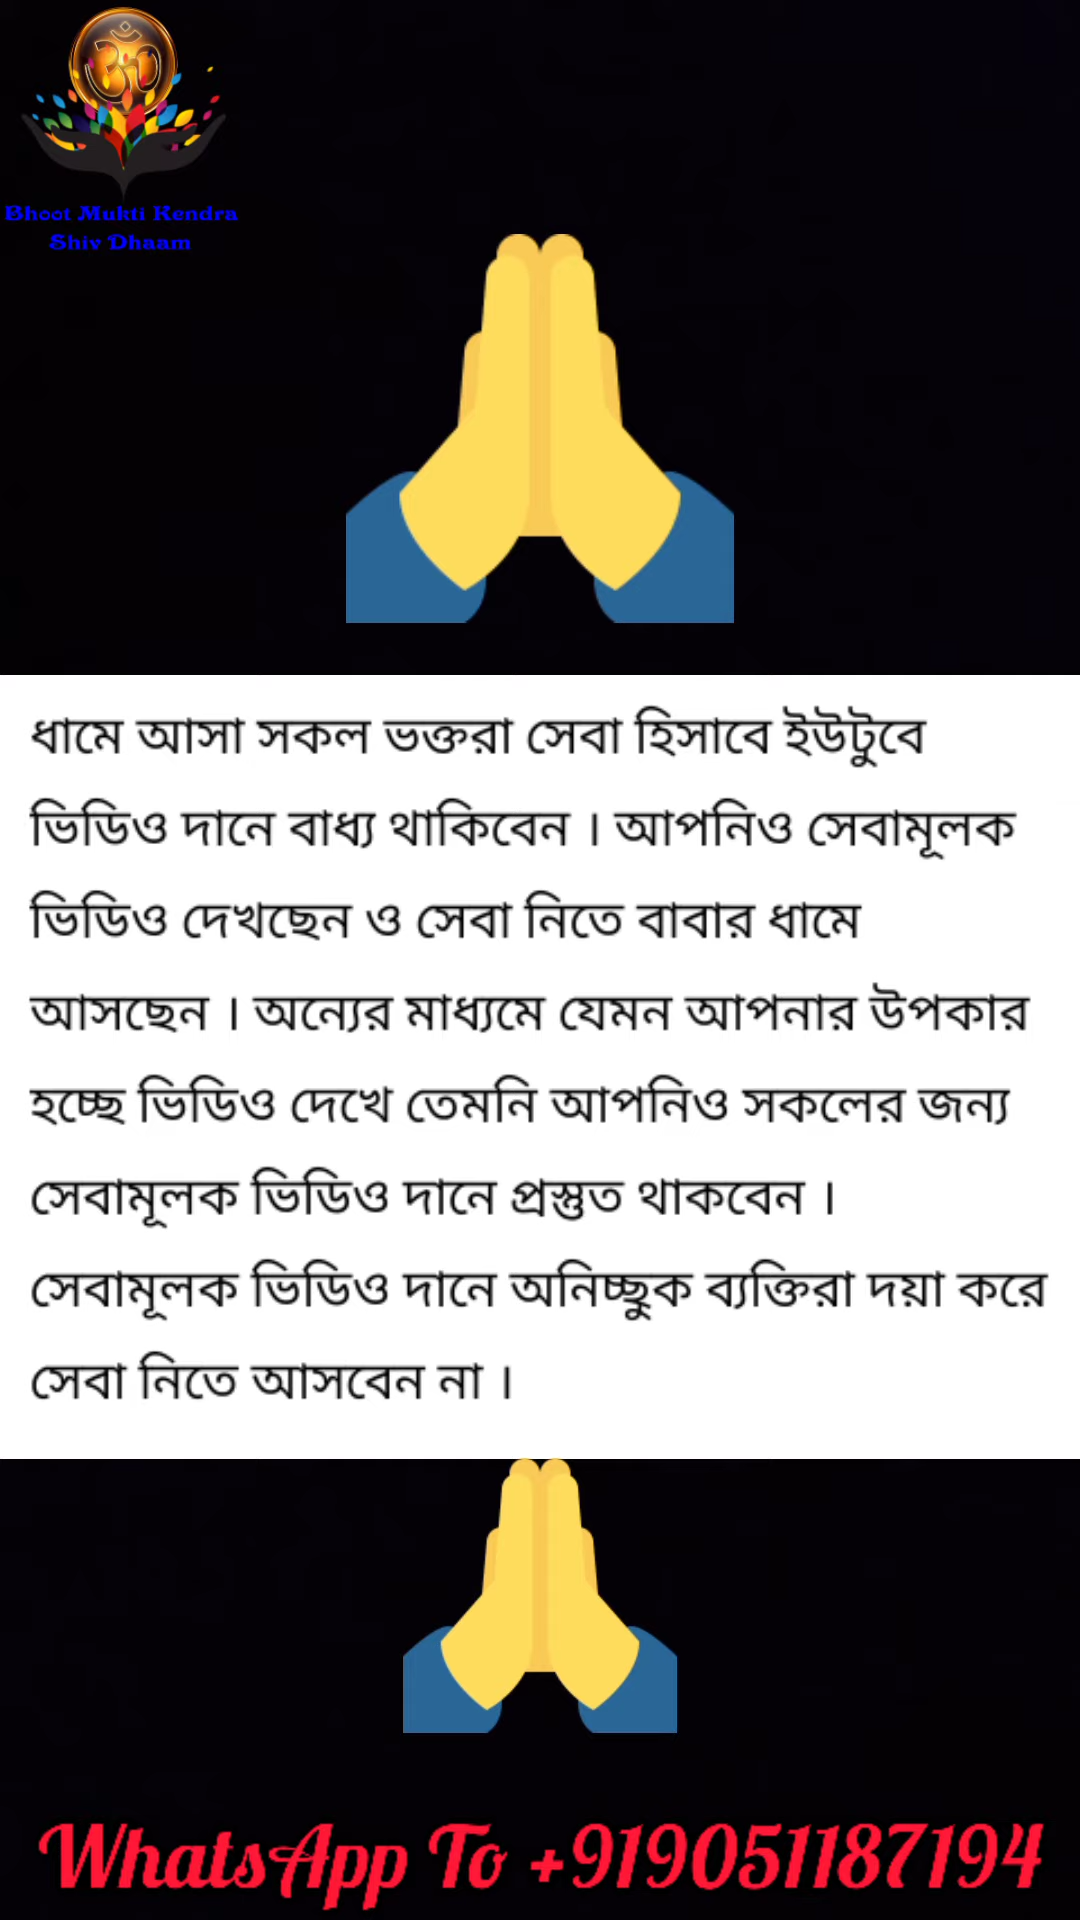 Bhoot Mukti Kendra
Shiv Dhaam
ধামে আসা সকল ভক্তরা সেবা হিসাবে ইউটুবে
ভিডিও দানে বাধ্য থাকিবেন । আপনিও সেবামূলক
ভিডিও দেখছেন ও সেবা নিতে বাবার ধামে
আসছেন । অন্যের মাধ্যমে যেমন আপনার উপকার
হচ্ছে ভিডিও দেখে তেমনি আপনিও সকলের জন্য
সেবামূলক ভিডিও দানে প্রস্তুত থাকবেন ।
সেবামূলক ভিডিও দানে অনিচ্ছুক ব্যক্তিরা দয়া করে
সেবা নিতে আসবেন না ।
WhatsApp To +919051187194